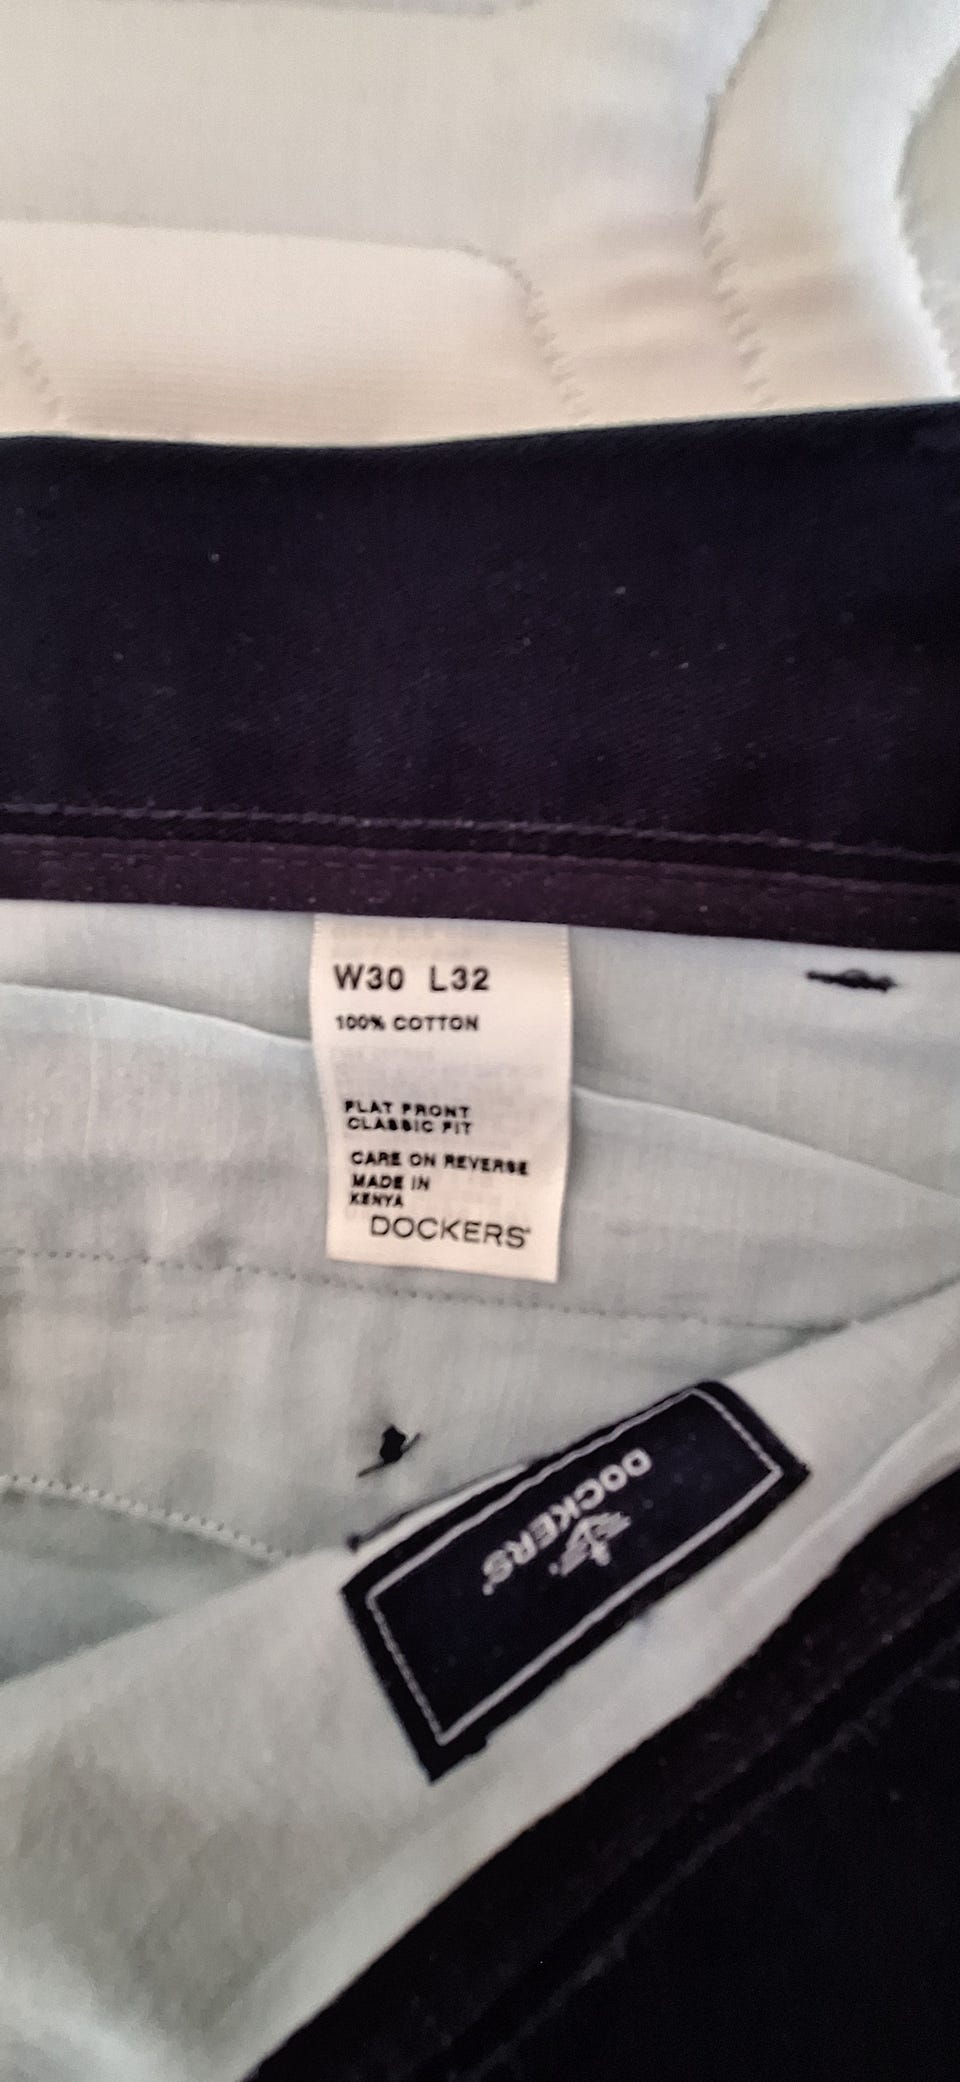 W30 L32
100% COTTON
FLAT FRONT
CLASSIC FIT
CARE ON REVERSE
MADE IN
KENYA
DOCKERS®
DOCKERS®